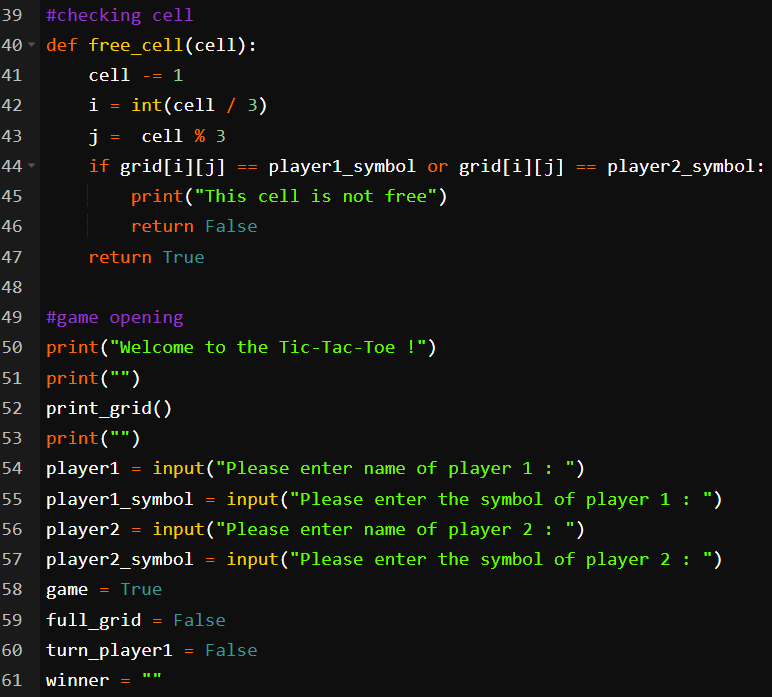 39 #checking cell
40 def free_cell(cell):
41     cell -= 1
42     i = int(cell / 3)
43     j =  cell % 3
44     if grid[i][j] == player1_symbol or grid[i][j] == player2_symbol:
45         print("This cell is not free")
46         return False
47     return True
48
49 #game opening
50 print("Welcome to the Tic-Tac-Toe !")
51 print("")
52 print_grid()
53 print("")
54 player1 = input("Please enter name of player 1 : ")
55 player1_symbol = input("Please enter the symbol of player 1 : ")
56 player2 = input("Please enter name of player 2 : ")
57 player2_symbol = input("Please enter the symbol of player 2 : ")
58 game = True
59 full_grid = False
60 turn_player1 = False
61 winner = ""